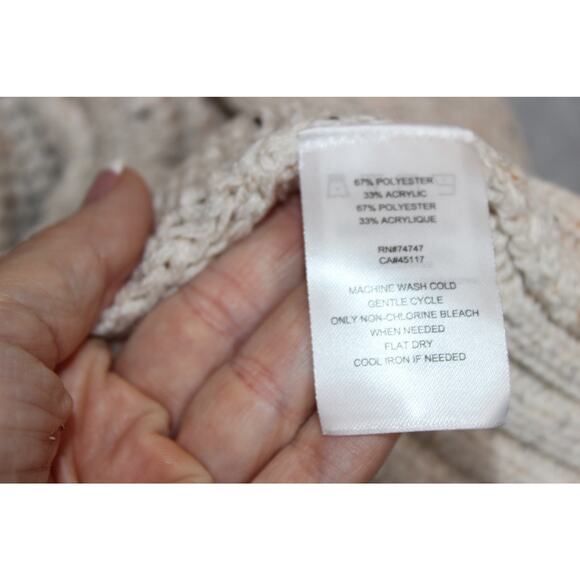 67% POLYESTER
33% ACRYLIC
67% POLYESTER
33% ACRYLIQUE
RN#74747
CA#45117
MACHINE WASH COLD
GENTLE CYCLE
ONLY NON-CHLORINE BLEACH
WHEN NEEDED
FLAT DRY
COOL IRON IF NEEDED